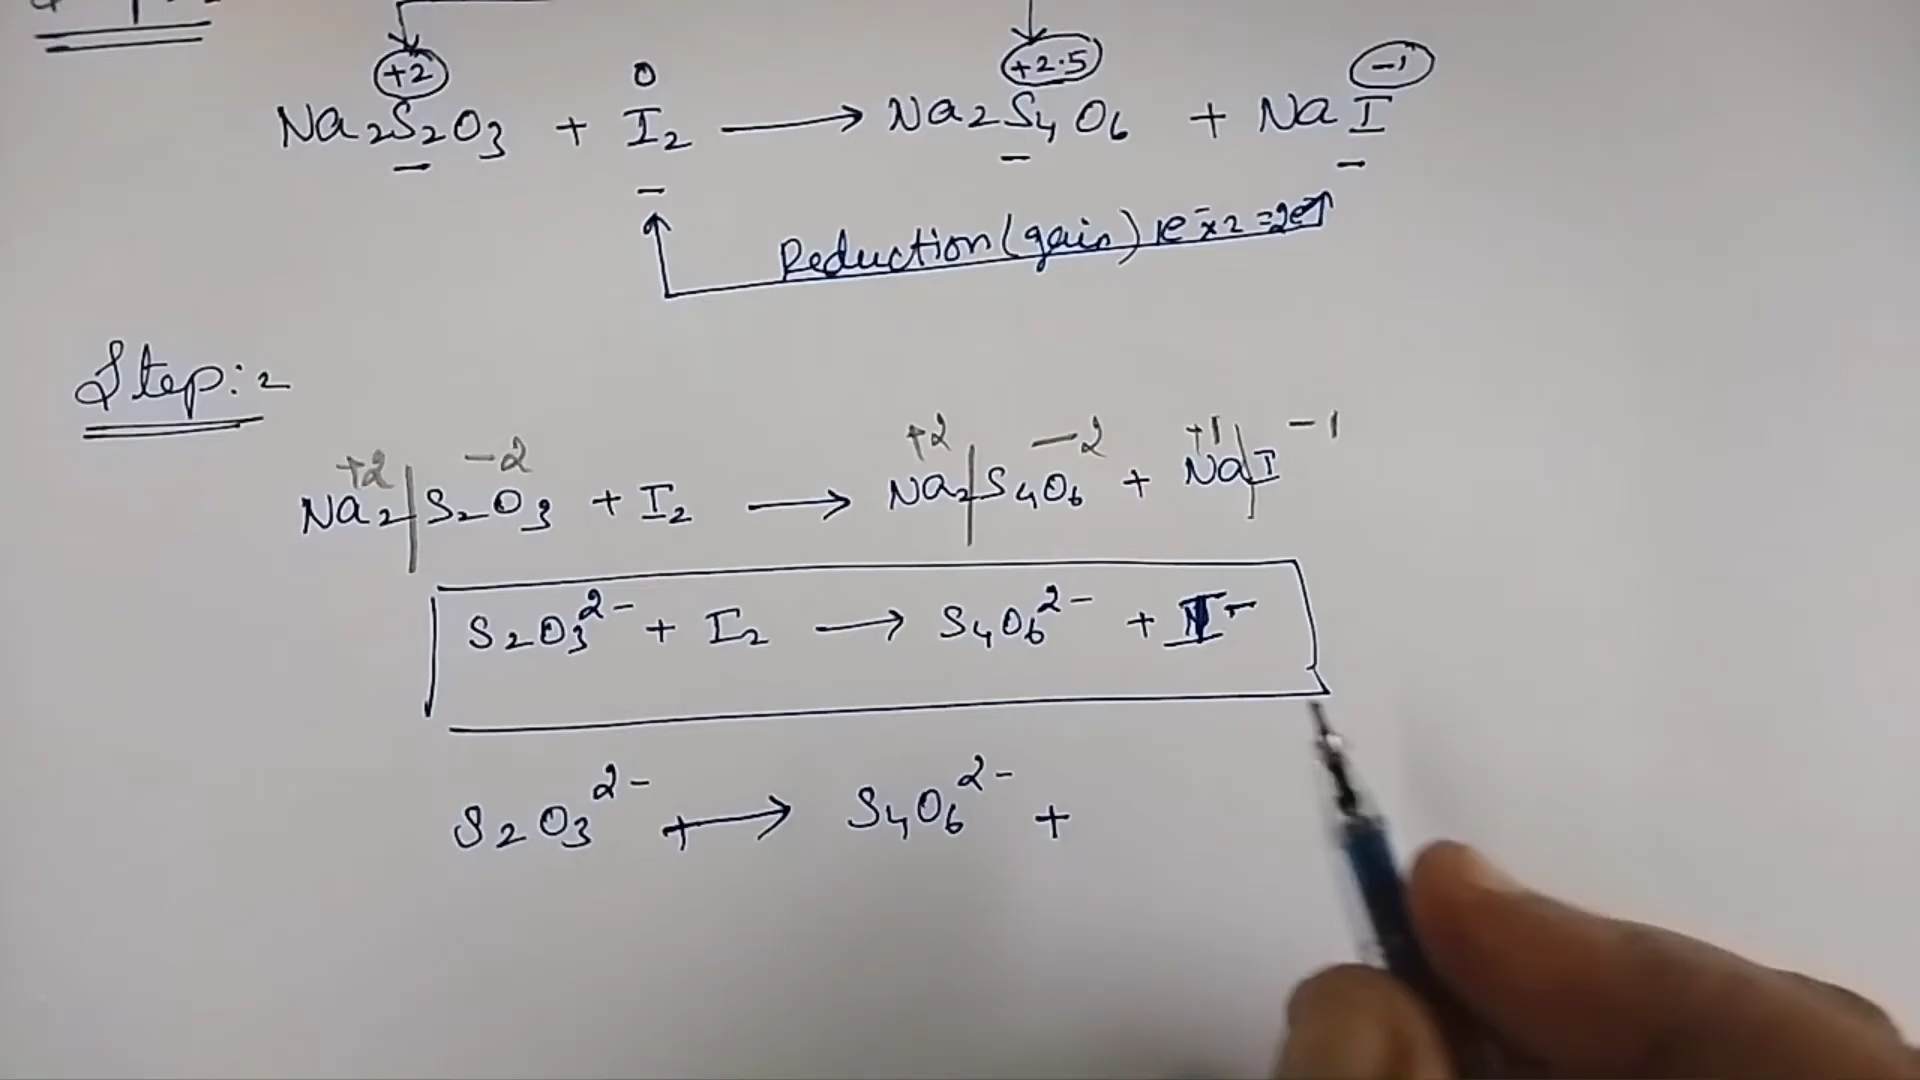 +2 0 +2.5 -1
Na2S2O3 + I2 ⟶ Na2S4O6 + NaI
Reduction(gain) 1e⁻×2 = 2e⁻
Step:2
+2 -2 +2 -2 +1 -1
Na2|S2O3 + I2 ⟶ Na2|S4O6 + Na|I
S2O3²⁻ + I2 ⟶ S4O6²⁻ + I⁻
S2O3²⁻ ⟶ S4O6²⁻ +